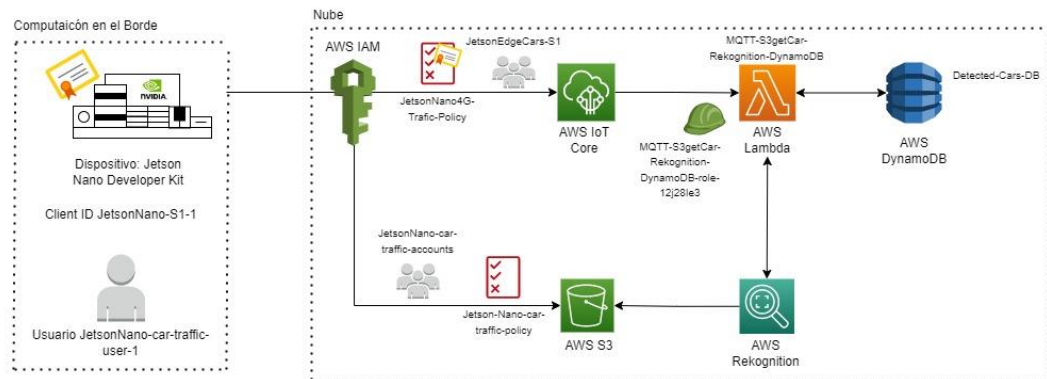 Computaicón en el Borde
NVIDIA.
Dispositivo: Jetson
Nano Developer Kit
Client ID JetsonNano-S1-1
Usuario JetsonNano-car-traffic-
user-1
Nube
AWS IAM
JetsonEdgeCars-S1
JetsonNano4G-
Trafic-Policy
AWS IoT
Core
MQTT-S3getCar-
Rekognition-DynamoDB
MQTT-S3getCar-
Rekognition-
DynamoDB-role-
12j28le3
AWS
Lambda
Detected-Cars-DB
AWS
DynamoDB
JetsonNano-car-
traffic-accounts
Jetson-Nano-car-
traffic-policy
AWS S3
AWS
Rekognition